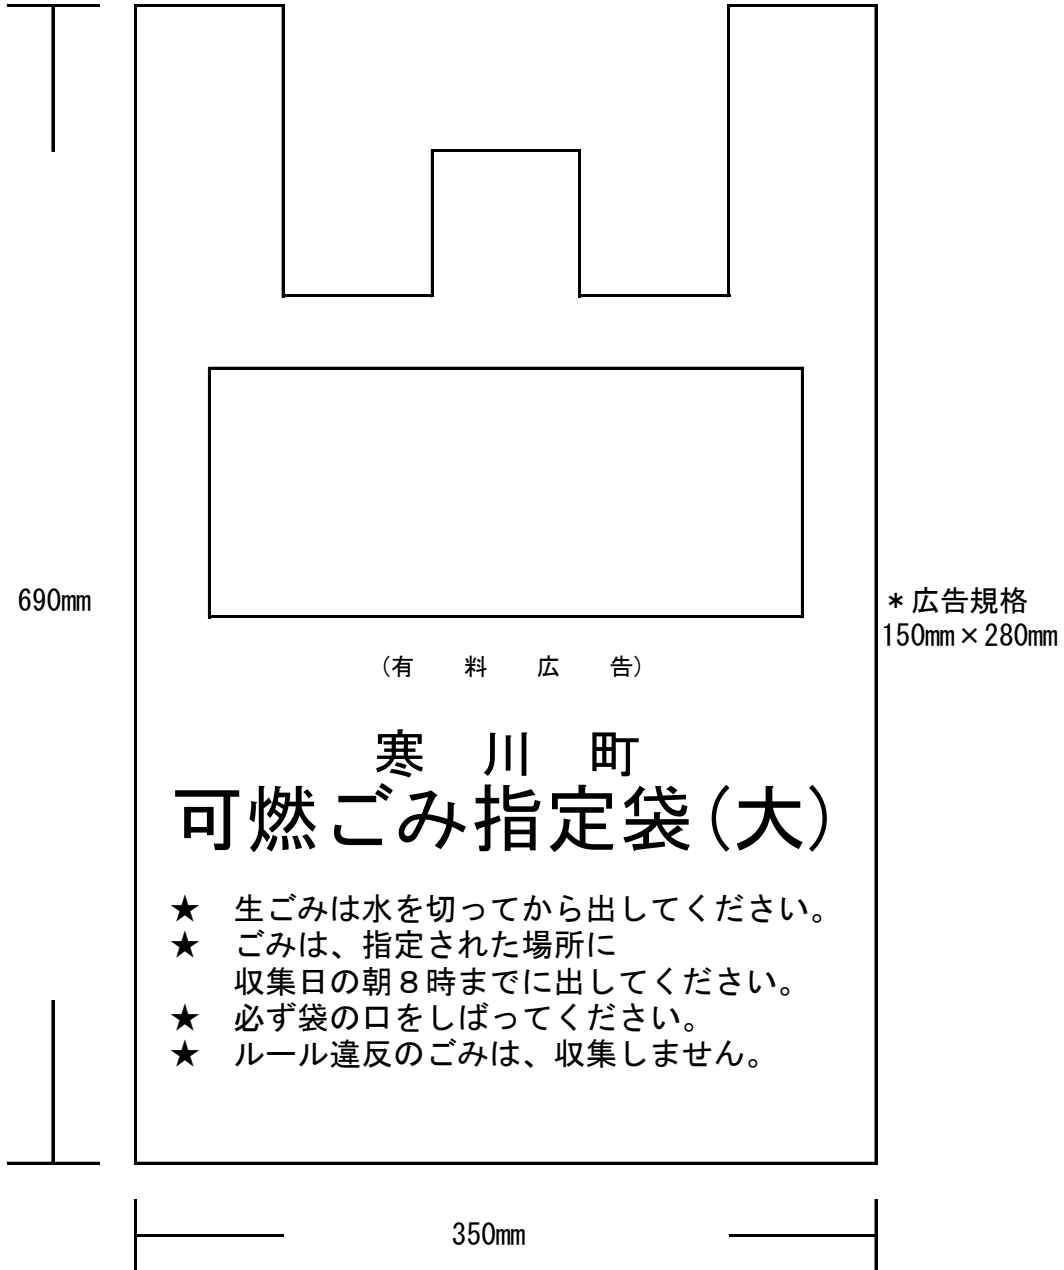 690mm
＊広告規格
150mm×280mm
(有　料　広　告)
寒　川　町
可燃ごみ指定袋(大)
★　生ごみは水を切ってから出してください。
★　ごみは、指定された場所に
収集日の朝８時までに出してください。
★　必ず袋の口をしばってください。
★　ルール違反のごみは、収集しません。
350mm